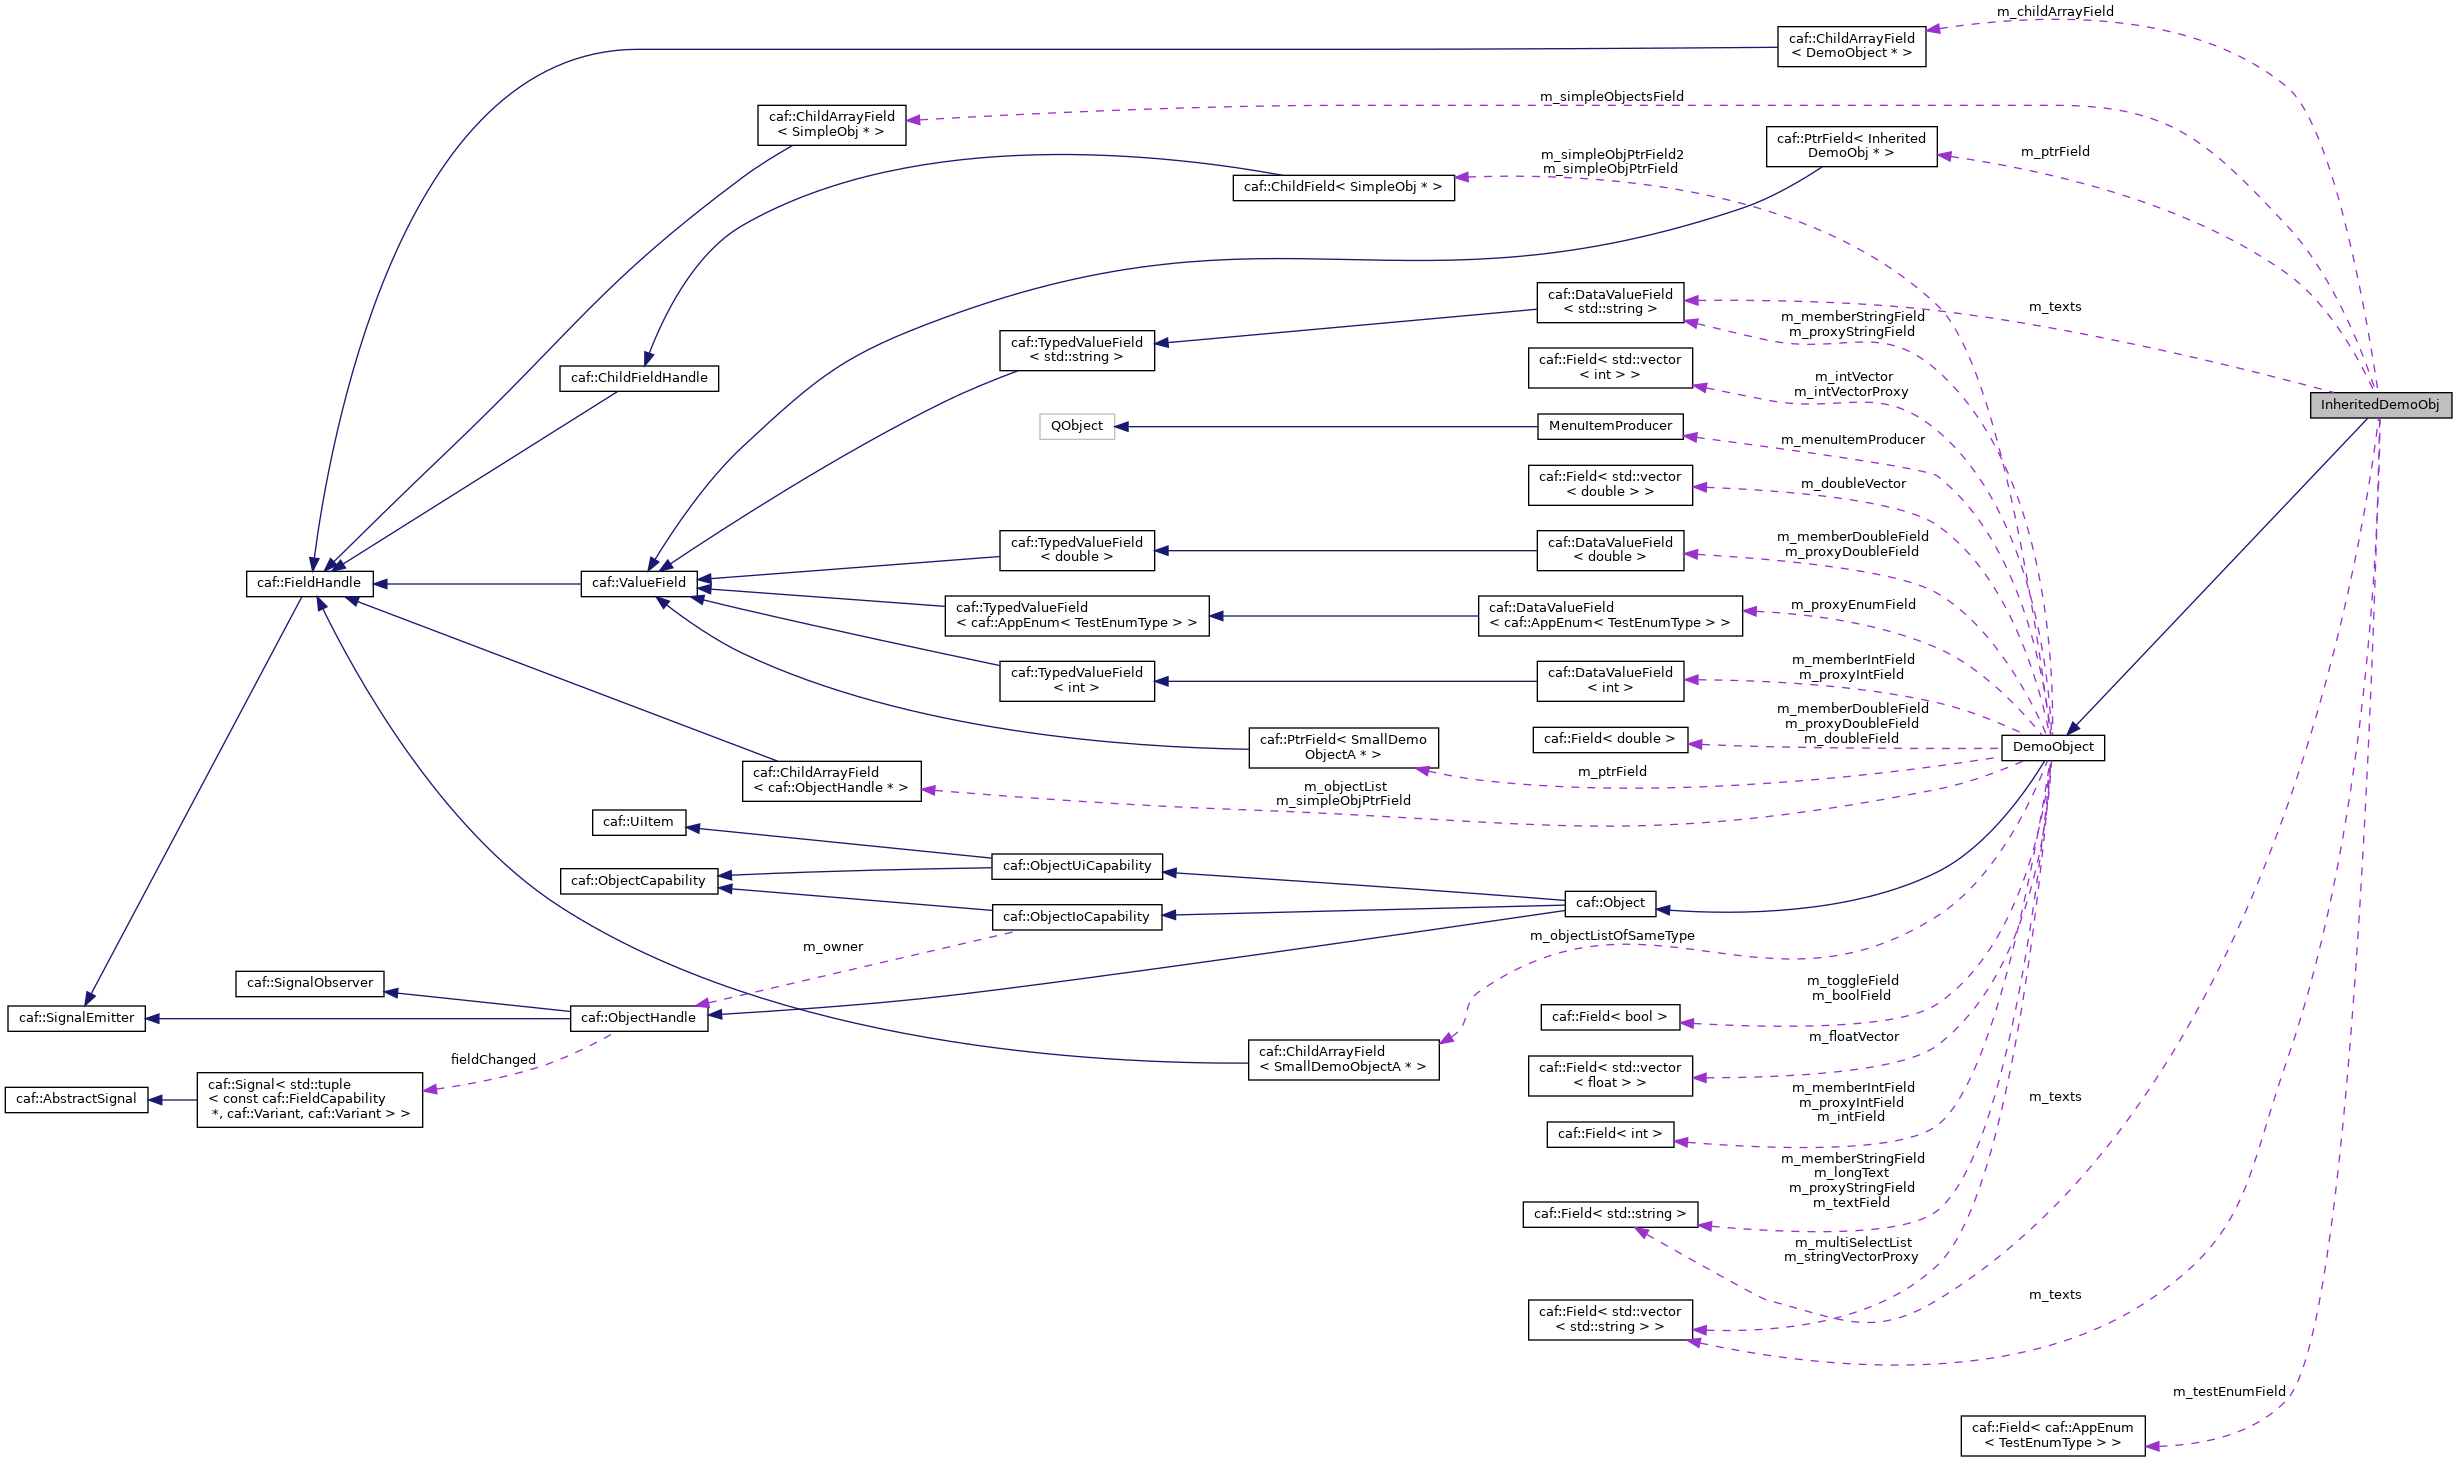 m_childArrayField
caf::ChildArrayField
< DemoObject * >
m_simpleObjectsField
caf::ChildArrayField
< SimpleObj * >
caf::PtrField< Inherited
DemoObj * >
m_ptrField
m_simpleObjPtrField2
m_simpleObjPtrField
caf::ChildField< SimpleObj * >
caf::DataValueField
< std::string >
m_texts
m_memberStringField
m_proxyStringField
caf::TypedValueField
< std::string >
caf::Field< std::vector
< int > >
caf::ChildFieldHandle
m_intVector
m_intVectorProxy
InheritedDemoObj
QObject
MenuItemProducer
m_menuItemProducer
caf::Field< std::vector
< double > >
m_doubleVector
caf::TypedValueField
< double >
caf::DataValueField
< double >
m_memberDoubleField
m_proxyDoubleField
caf::FieldHandle
caf::ValueField
caf::TypedValueField
< caf::AppEnum< TestEnumType > >
caf::DataValueField
< caf::AppEnum< TestEnumType > >
m_proxyEnumField
caf::TypedValueField
< int >
caf::DataValueField
< int >
m_memberIntField
m_proxyIntField
m_memberDoubleField
m_proxyDoubleField
m_doubleField
caf::Field< double >
caf::PtrField< SmallDemo
ObjectA * >
DemoObject
m_ptrField
caf::ChildArrayField
< caf::ObjectHandle * >
m_objectList
m_simpleObjPtrField
caf::UiItem
caf::ObjectUiCapability
caf::ObjectCapability
caf::Object
caf::ObjectIoCapability
m_owner
m_objectListOfSameType
caf::SignalObserver
m_toggleField
m_boolField
caf::SignalEmitter
caf::ObjectHandle
caf::Field< bool >
m_floatVector
fieldChanged
caf::ChildArrayField
< SmallDemoObjectA * >
caf::Field< std::vector
< float > >
caf::AbstractSignal
caf::Signal< std::tuple
< const caf::FieldCapability
*, caf::Variant, caf::Variant > >
m_memberIntField
m_proxyIntField
m_intField
m_texts
caf::Field< int >
m_memberStringField
m_longText
m_proxyStringField
m_textField
caf::Field< std::string >
m_multiSelectList
m_stringVectorProxy
m_texts
caf::Field< std::vector
< std::string > >
m_testEnumField
caf::Field< caf::AppEnum
< TestEnumType > >